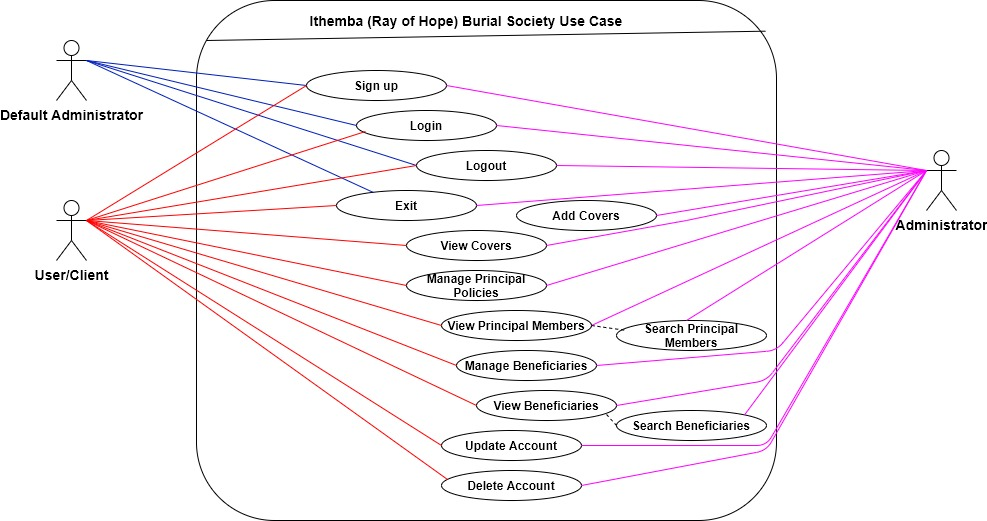 Ithemba (Ray of Hope) Burial Society Use Case
Default Administrator
Sign up
Login
Logout
Exit
Add Covers
Administrator
View Covers
User/Client
Manage Principal
Policies
View Principal Members
Search Principal
Members
Manage Beneficiaries
View Beneficiaries
Search Beneficiaries
Update Account
Delete Account